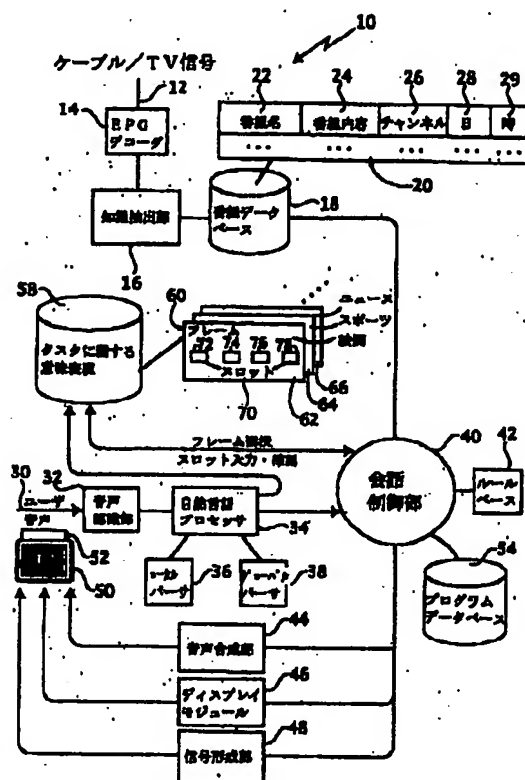 10
ケーブル/TV信号
12
14
EPG
デコーダ
22 24 26 28 29
番組名 番組内容 チャンネル 日 時
... ... ... ... ...
20
知識抽出部
16
番組データ
ベース
18
58
タスクに関する
意味表現
60
ニュース
スポーツ
映画
フレーム
72 74 76 78
スロット
70 62 64 66
フレーム選択
スロット入力・確認
40
会話
制御部
42
ルール
ベース
30
ユーザ
音声
32
音声
認識部
自然言語
プロセッサ
34
52
50
ローカル
パーサ
36
グローバル
パーサ
38
54
プログラム
データベース
44
音声合成部
46
ディスプレイ
モジュール
48
信号形成部